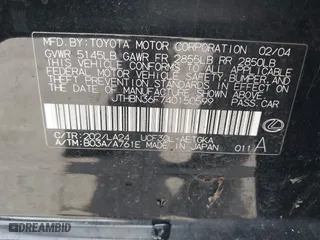 MFD. BY: TOYOTA MOTOR CORPORATION 02/04
GVWR 5145LB GAWR FR 2855LB RR 2850LB
THIS VEHICLE CONFORMS TO ALL APPLICABLE
FEDERAL MOTOR VEHICLE SAFETY, BUMPER, AND
THEFT PREVENTION STANDARDS IN EFFECT ON
THE DATE OF MANUFACTURE SHOWN ABOVE.
JTHBN36F740150599 PASS. CAR
C/TR: 202/LA24 UCF30L-AETGKA
A/TM: B03A/A761E MADE IN JAPAN 011 A